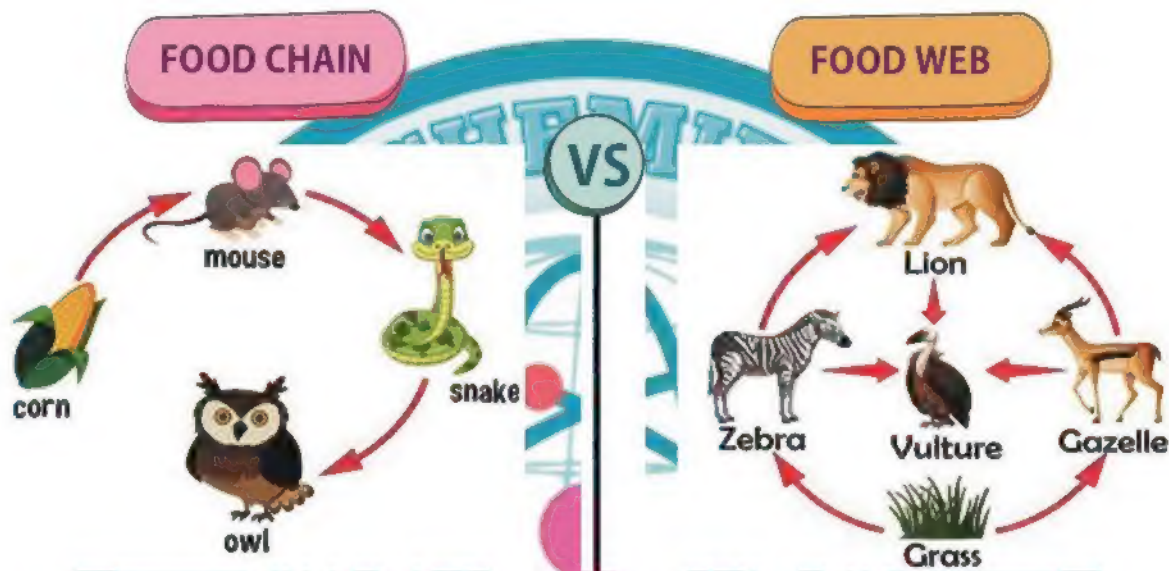 FOOD CHAIN
VS
FOOD WEB
mouse
corn
snake
owl
Lion
Zebra
Vulture
Gazelle
Grass